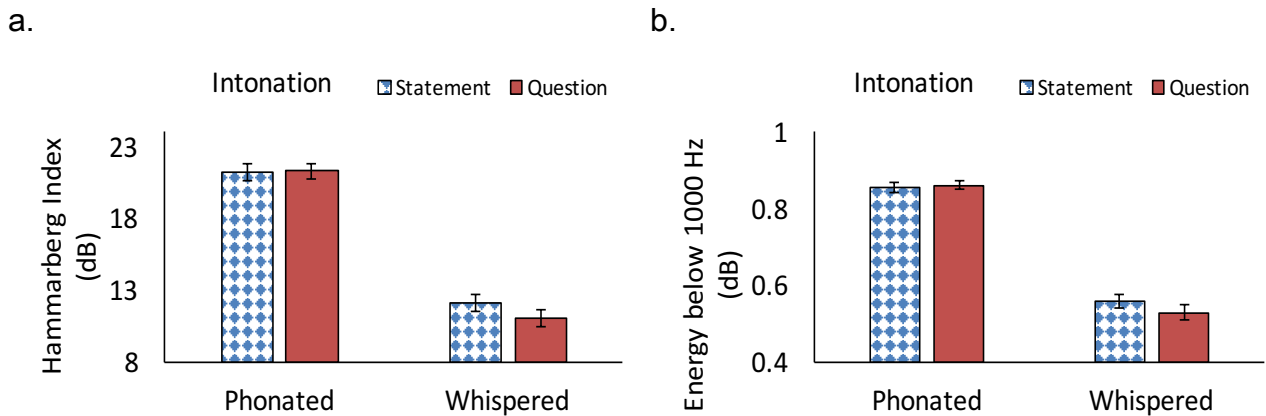 a.
Intonation
Statement Question
Hammarberg Index
(dB)
23
18
13
8
Phonated Whispered
b.
Intonation
Statement Question
Energy below 1000 Hz
(dB)
1
0.8
0.6
0.4
Phonated Whispered